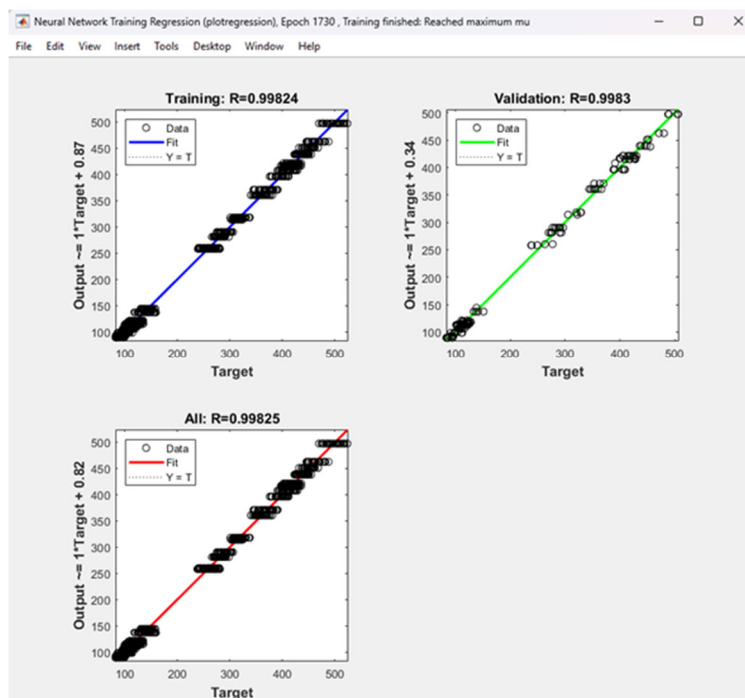 Neural Network Training Regression (plotregression), Epoch 1730 , Training finished: Reached maximum mu
File Edit View Insert Tools Desktop Window Help
Training: R=0.99824
Output ~= 1*Target + 0.87
500
450
400
350
300
250
200
150
100
Data
Fit
Y = T
100 200 300 400 500
Target
Validation: R=0.9983
Output ~= 1*Target + 0.34
500
450
400
350
300
250
200
150
100
Data
Fit
Y = T
100 200 300 400 500
Target
All: R=0.99825
Output ~= 1*Target + 0.82
500
450
400
350
300
250
200
150
100
Data
Fit
Y = T
100 200 300 400 500
Target